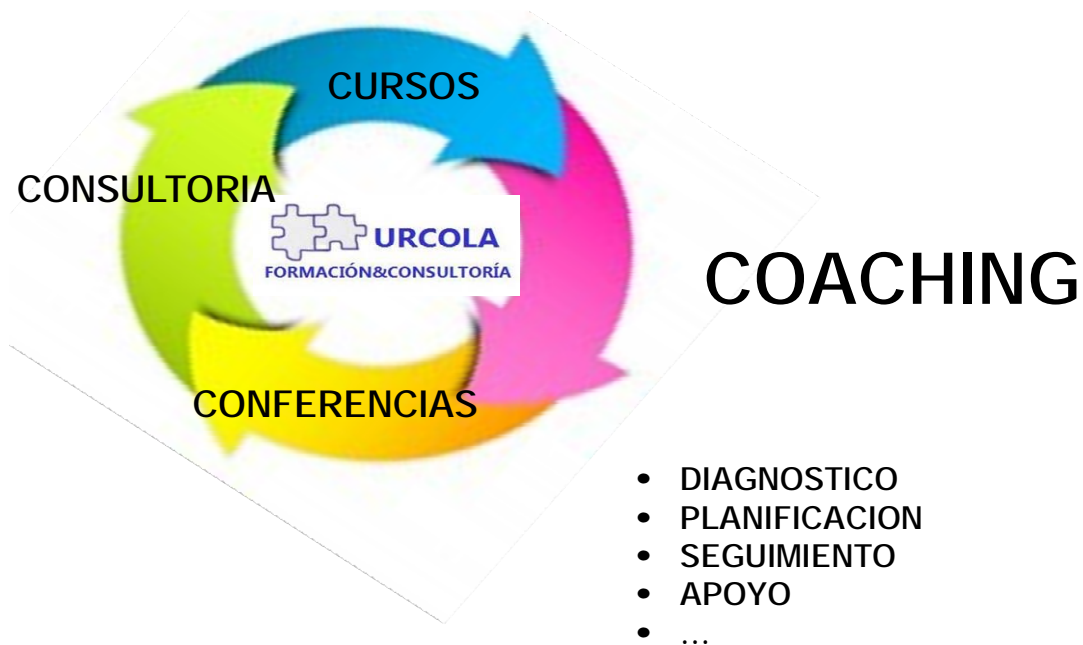 CURSOS
CONSULTORIA
URCOLA
FORMACIÓN&CONSULTORÍA
COACHING
CONFERENCIAS
• DIAGNOSTICO
• PLANIFICACION
• SEGUIMIENTO
• APOYO
• ...